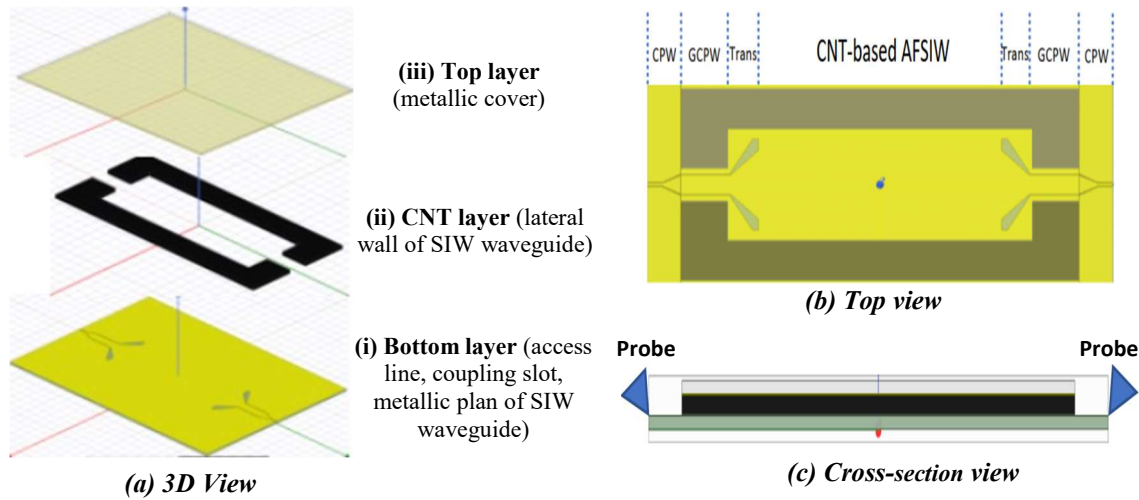 (iii) Top layer
(metallic cover)
(ii) CNT layer (lateral
wall of SIW waveguide)
(i) Bottom layer (access
line, coupling slot,
metallic plan of SIW
waveguide)
(a) 3D View
CPW
GCPW
Trans
CNT-based AFSIW
Trans
GCPW
CPW
(b) Top view
Probe
Probe
(c) Cross-section view